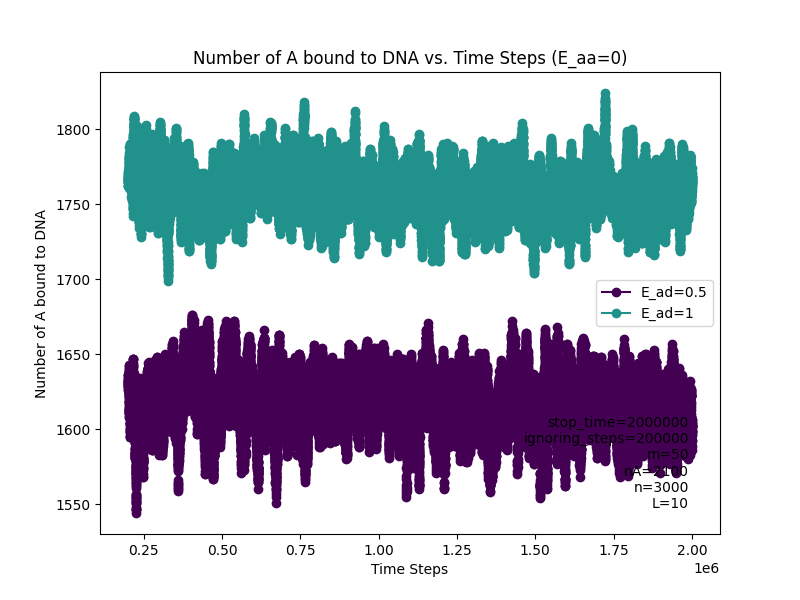 Number of A bound to DNA vs. Time Steps (E_aa=0)
Number of A bound to DNA
1800
1750
1700
1650
1600
1550
E_ad=0.5
E_ad=1
stop_time=2000000
ignoring_steps=200000
m=50
nA=2100
n=3000
L=10
0.25 0.50 0.75 1.00 1.25 1.50 1.75 2.00
1e6
Time Steps